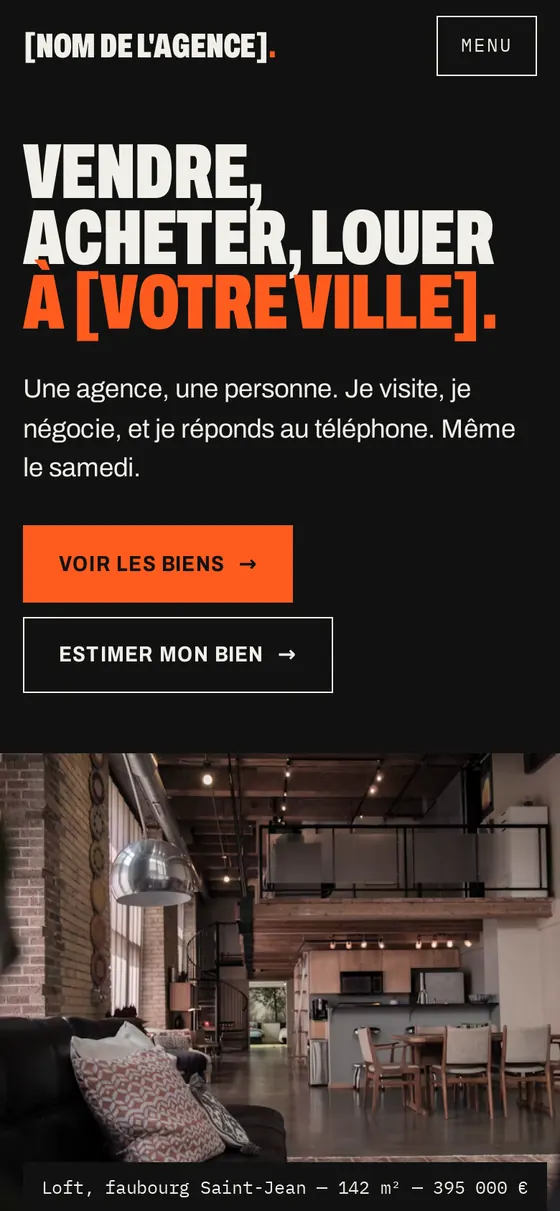 [NOM DE L'AGENCE].
MENU
VENDRE,
ACHETER, LOUER
À [VOTRE VILLE].
Une agence, une personne. Je visite, je
négocie, et je réponds au téléphone. Même
le samedi.
VOIR LES BIENS →
ESTIMER MON BIEN →
Loft, faubourg Saint-Jean — 142 m² — 395 000 €